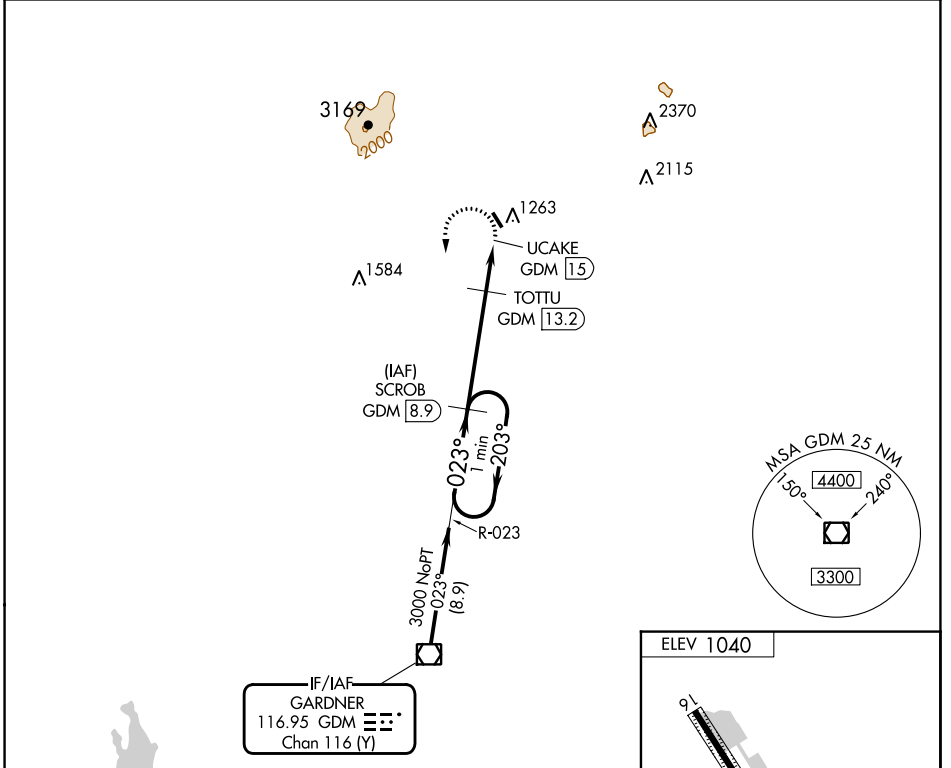 3169
2000
2370
2115
1263
UCAKE
GDM 15
1584
TOTTU
GDM 13.2
(IAF)
SCROB
GDM 8.9
023°
1 min
203°
R-023
3000 NoPT
023°
(8.9)
MSA GDM 25 NM
150°
4400
240°
3300
IF/IAF
GARDNER
116.95 GDM
Chan 116 (Y)
ELEV 1040
16